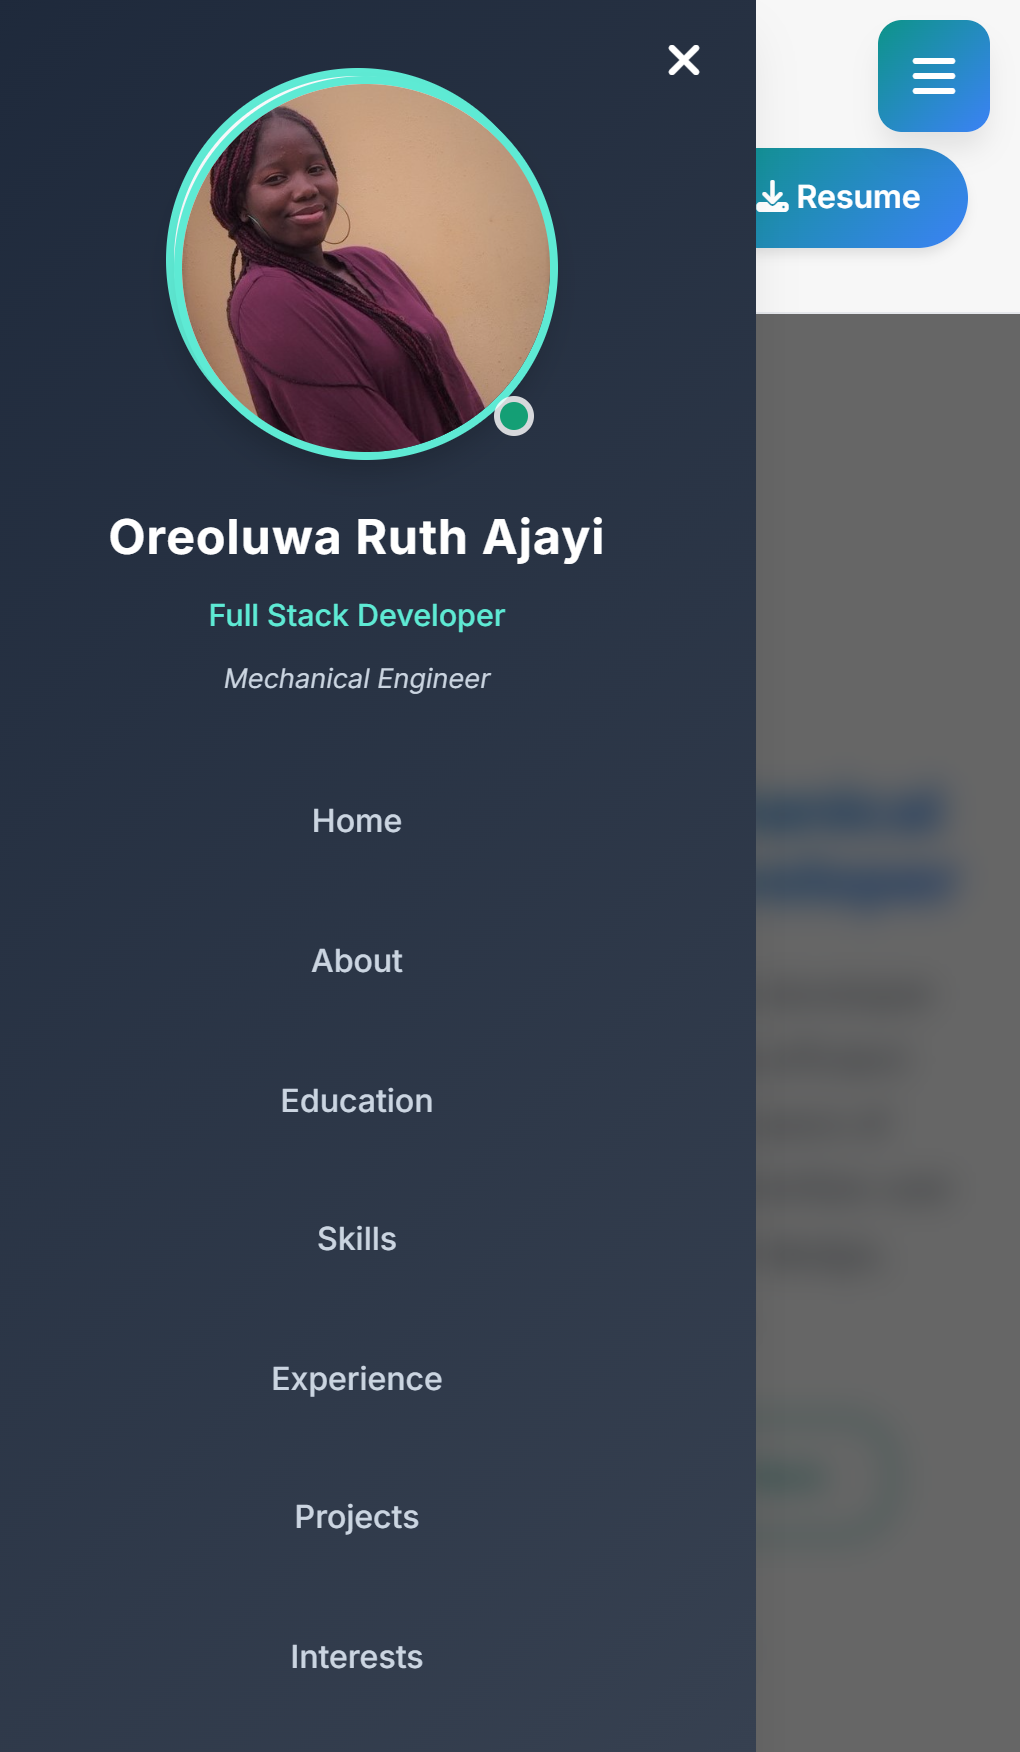 Resume
Oreoluwa Ruth Ajayi
Full Stack Developer
Mechanical Engineer
Home
About
Education
Skills
Experience
Projects
Interests